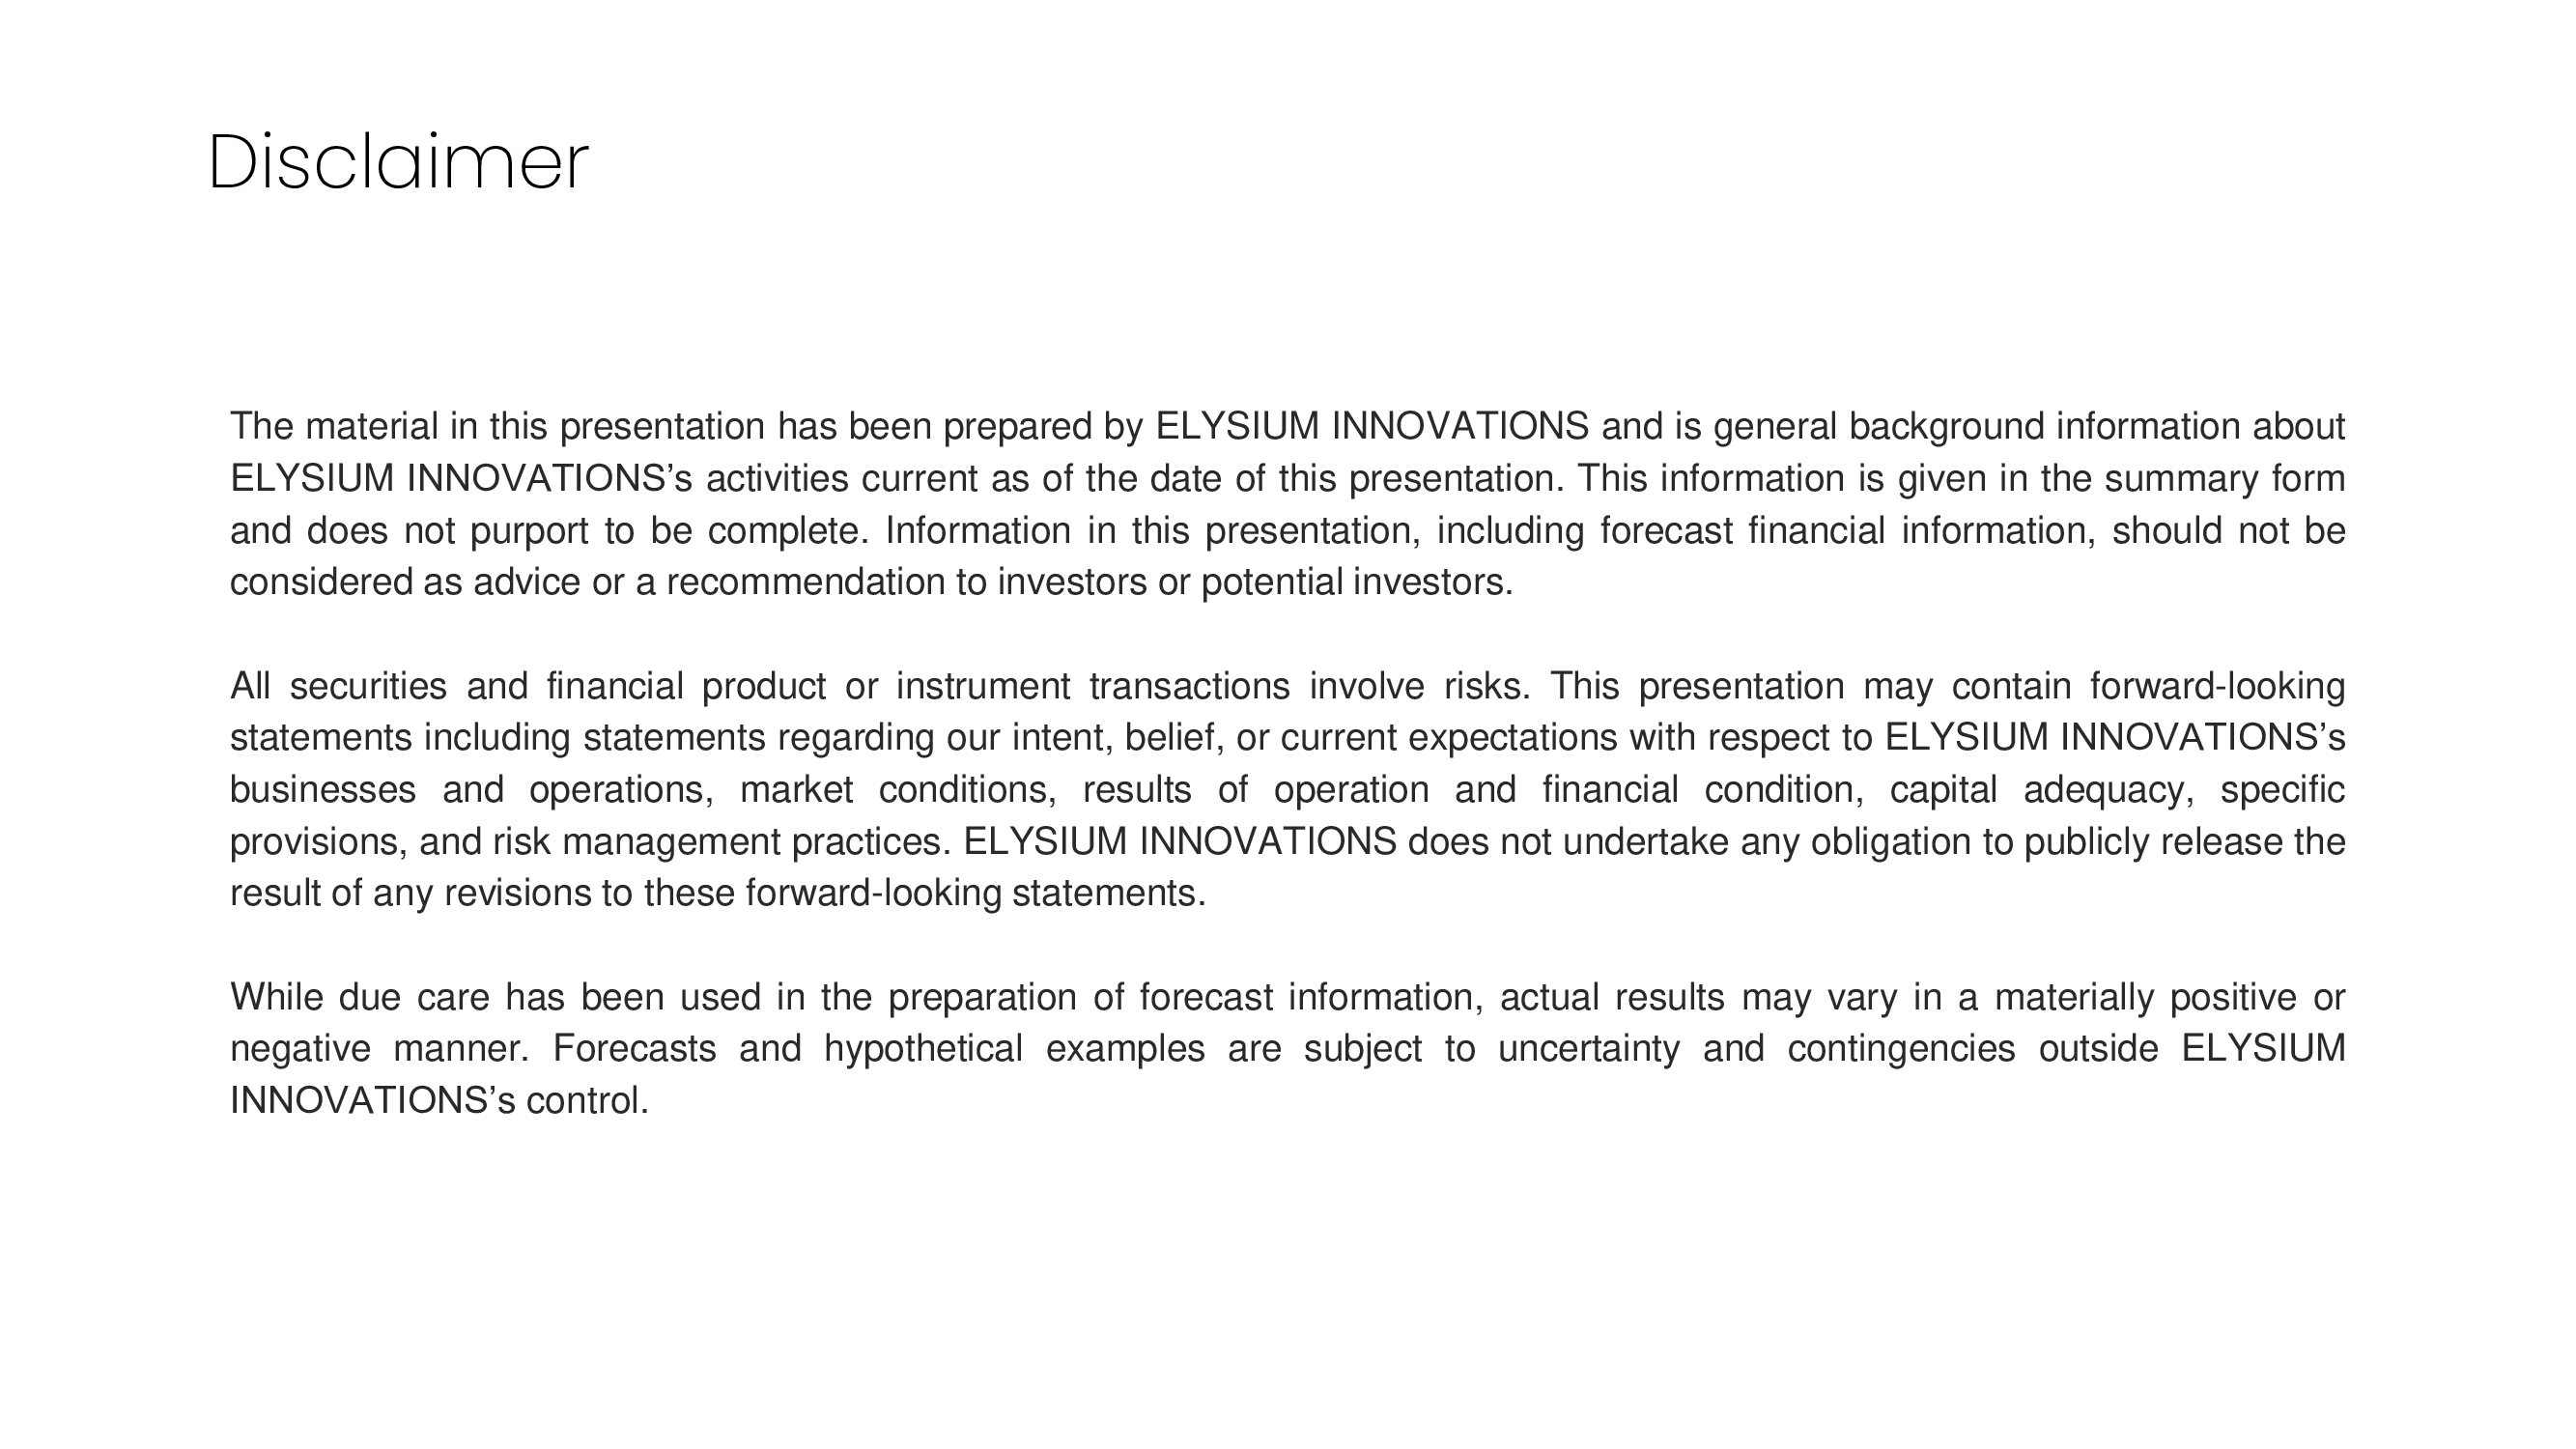 Disclaimer
The material in this presentation has been prepared by ELYSIUM INNOVATIONS and is general background information about
ELYSIUM INNOVATIONS’s activities current as of the date of this presentation. This information is given in the summary form
and does not purport to be complete. Information in this presentation, including forecast financial information, should not be
considered as advice or a recommendation to investors or potential investors.
All securities and financial product or instrument transactions involve risks. This presentation may contain forward-looking
statements including statements regarding our intent, belief, or current expectations with respect to ELYSIUM INNOVATIONS’s
businesses and operations, market conditions, results of operation and financial condition, capital adequacy, specific
provisions, and risk management practices. ELYSIUM INNOVATIONS does not undertake any obligation to publicly release the
result of any revisions to these forward-looking statements.
While due care has been used in the preparation of forecast information, actual results may vary in a materially positive or
negative manner. Forecasts and hypothetical examples are subject to uncertainty and contingencies outside ELYSIUM
INNOVATIONS’s control.